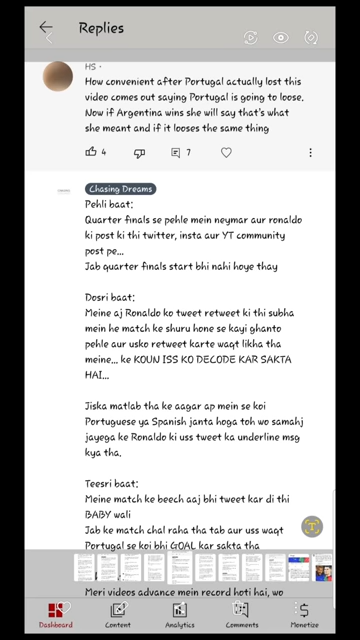 Replies
HS -
How convenient after Portugal actually lost this
video comes out saying Portugal is going to loose.
Now if Argentina wins she will say that's what
she meant and if it looses the same thing
4
7
Chasing Dreams
Pehli baat:
Quarter finals se pehle mein neymar aur ronaldo
ki post ki thi twitter, insta aur YT community
post pe...
Jab quarter finals start bhi nahi hoye thay
Dosri baat:
Meine aj Ronaldo ko tweet retweet ki thi subha
mein he match ke shuru hone se kayi ghanto
pehle aur usko retweet karte waqt likha tha
meine... ke KOUN ISS KO DECODE KAR SAKTA
HAI...
Jiska matlab tha ke aagar ap mein se koi
Portuguese ya Spanish janta hoga toh wo samahj
jayega ke Ronaldo ki uss tweet ka underline msg
kya tha.
Teesri baat:
Meine match ke beech aaj bhi tweet kar di thi
BABY wali
Jab ke match chal raha tha tab aur uss waqt
Portugal se koi bhi GOAL kar sakta tha
Meri videos advance mein record hoti hai, wo
T
Dashboard
Content
Analytics
Comments
Monetize